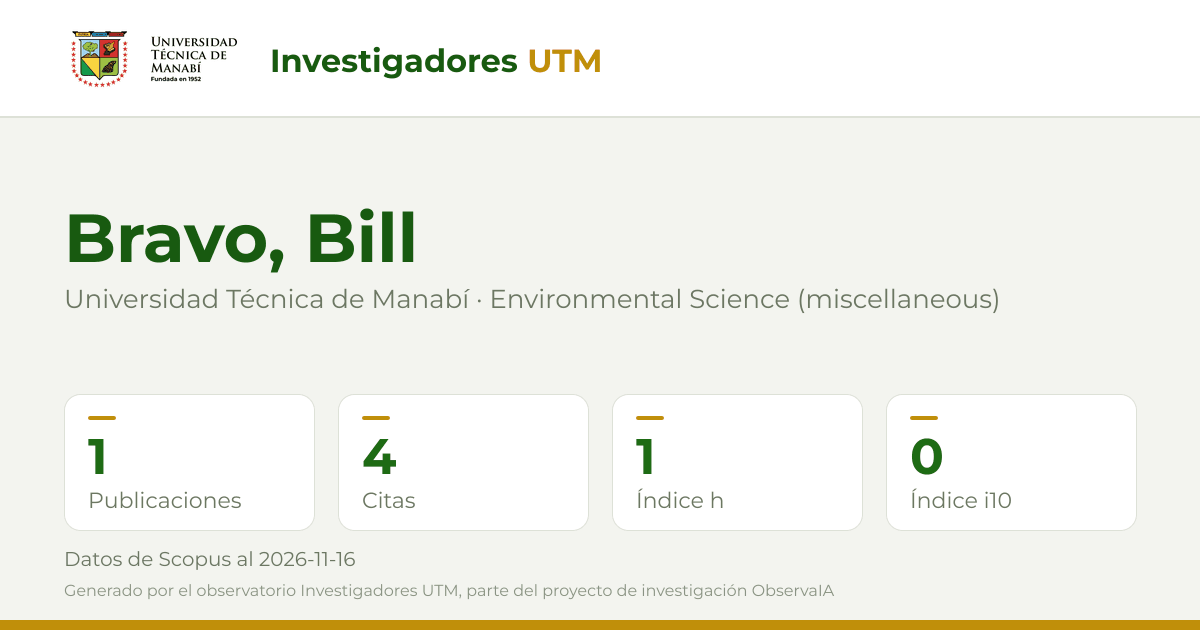 UNIVERSIDAD
TÉCNICA DE
MANABÍ
Fundada en 1952
Investigadores UTM
Bravo, Bill
Universidad Técnica de Manabí · Environmental Science (miscellaneous)
1
Publicaciones
4
Citas
1
Índice h
0
Índice i10
Datos de Scopus al 2026-11-16
Generado por el observatorio Investigadores UTM, parte del proyecto de investigación ObservaIA